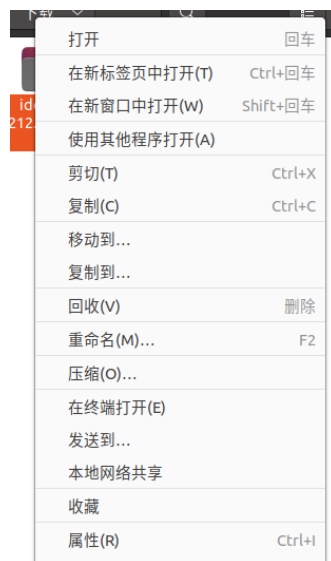 下载
打开 回车
在新标签页中打开(T) Ctrl+回车
在新窗口中打开(W) Shift+回车
使用其他程序打开(A)
剪切(T) Ctrl+X
复制(C) Ctrl+C
移动到...
复制到...
回收(V) 删除
重命名(M)... F2
压缩(O)...
在终端打开(E)
发送到...
本地网络共享
收藏
属性(R) Ctrl+I
212.